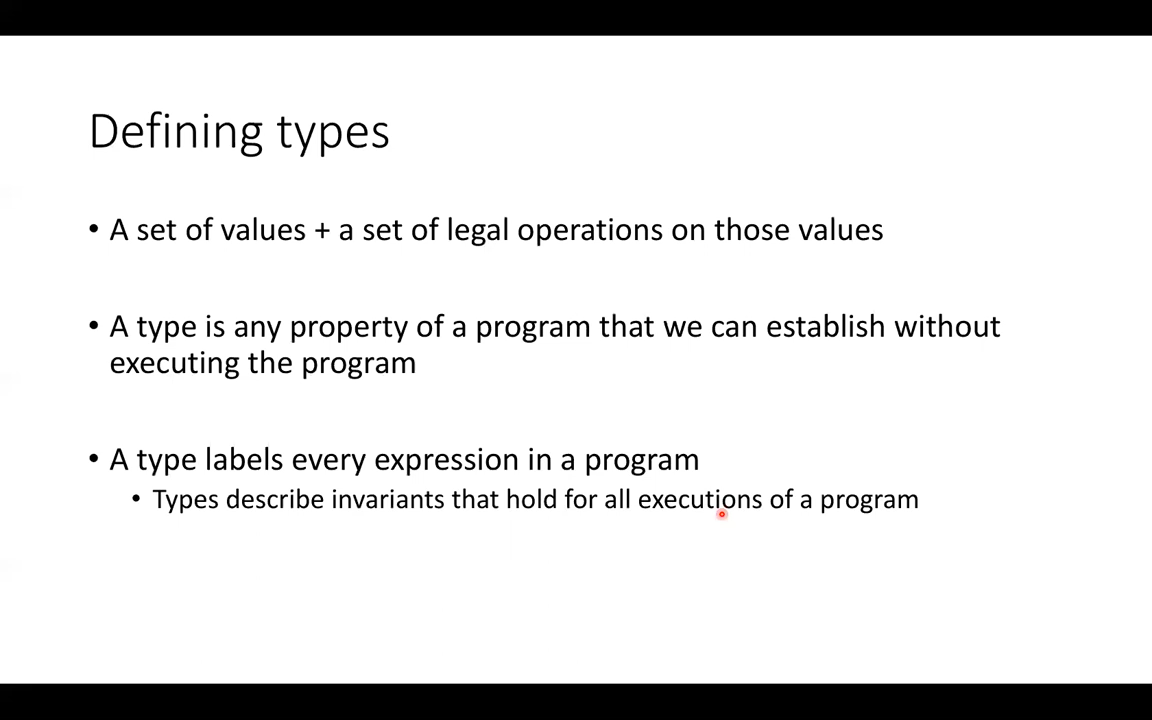 Defining types
• A set of values + a set of legal operations on those values
• A type is any property of a program that we can establish without
executing the program
• A type labels every expression in a program
• Types describe invariants that hold for all executions of a program